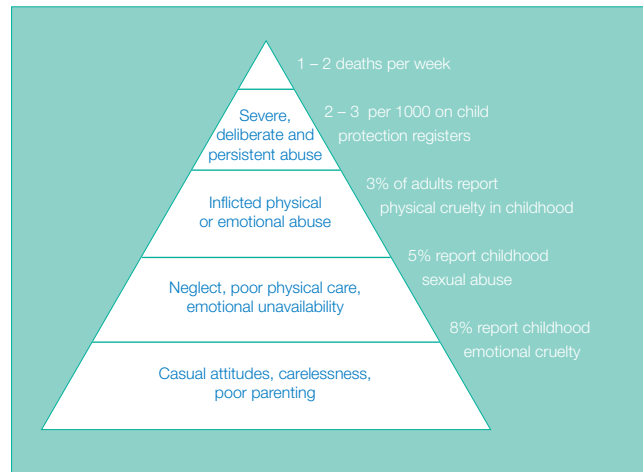 1 – 2 deaths per week
Severe,
deliberate and
persistent abuse
2 – 3 per 1000 on child
protection registers
Inflicted physical
or emotional abuse
3% of adults report
physical cruelty in childhood
Neglect, poor physical care,
emotional unavailability
5% report childhood
sexual abuse
Casual attitudes, carelessness,
poor parenting
8% report childhood
emotional cruelty